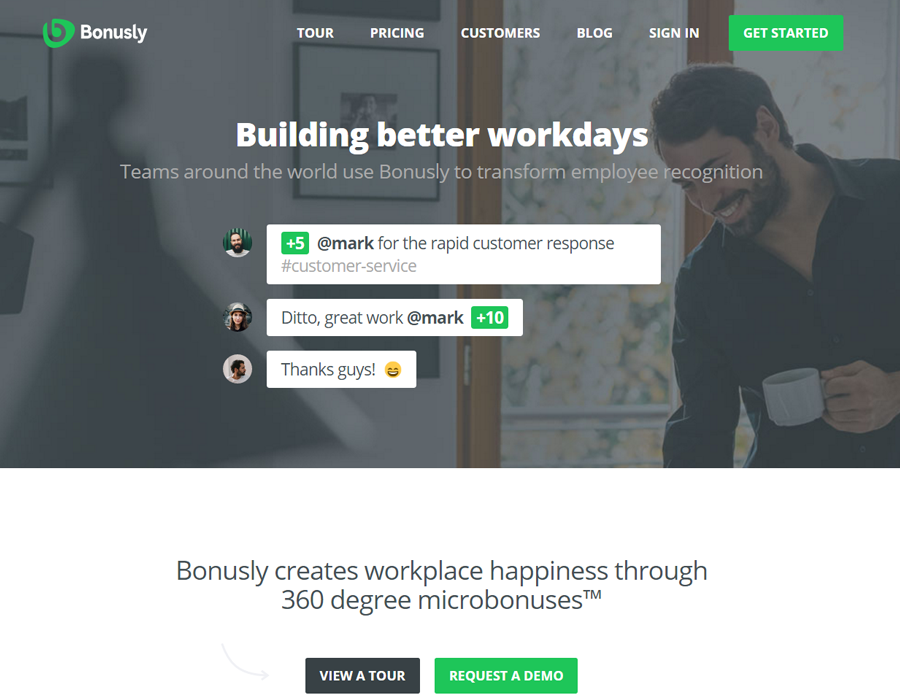 Bonusly
TOUR
PRICING
CUSTOMERS
BLOG
SIGN IN
GET STARTED
Building better workdays
Teams around the world use Bonusly to transform employee recognition
+5 @mark for the rapid customer response
#customer-service
Ditto, great work @mark +10
Thanks guys! 😄
Bonusly creates workplace happiness through
360 degree microbonuses™
VIEW A TOUR
REQUEST A DEMO